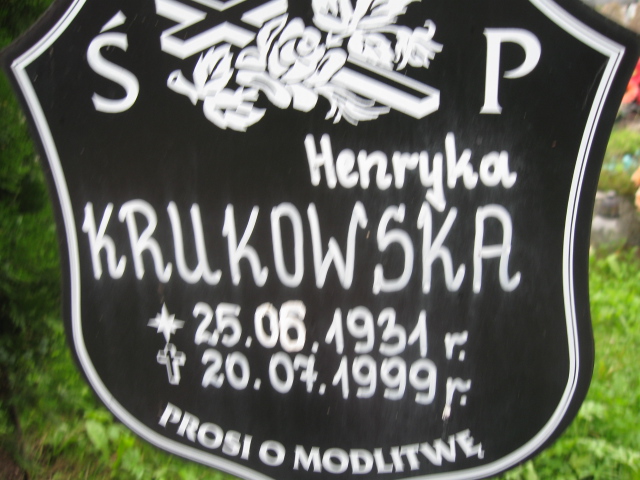 Ś P
Henryka
KRUKOWSKA
25.06.1931 r.
20.07.1999 r.
PROSI O MODLITWĘ